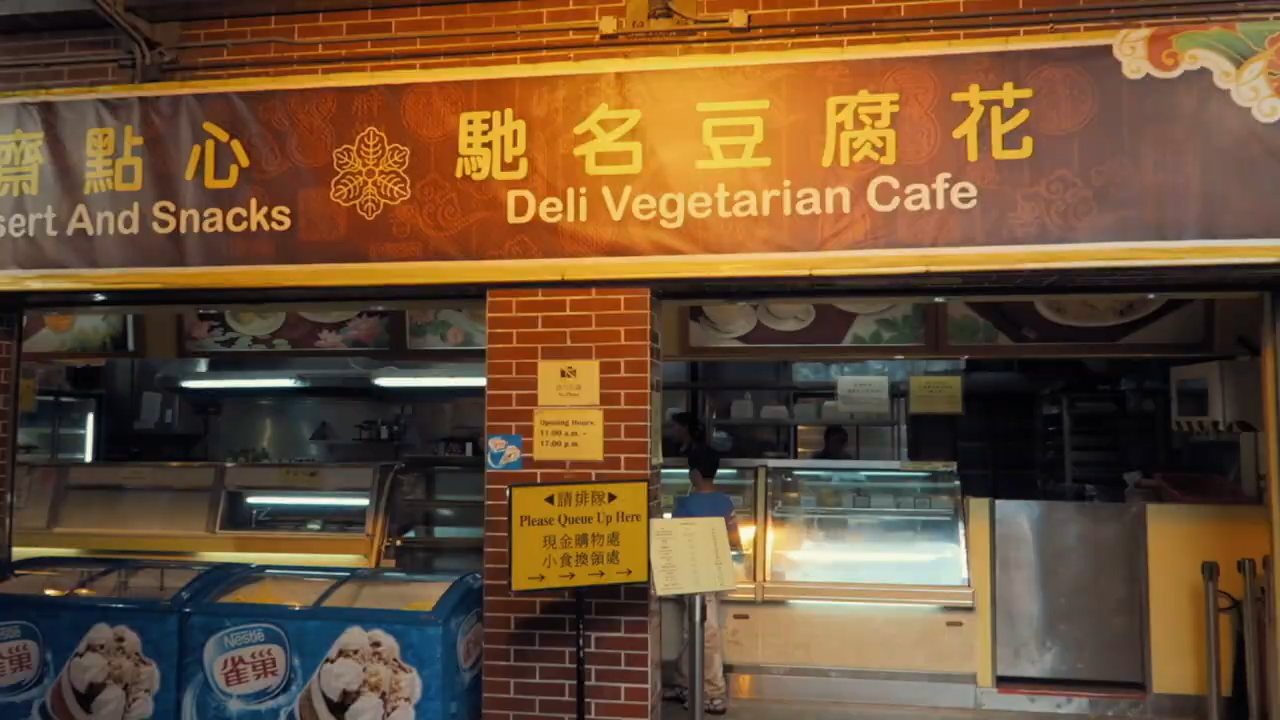 齋點心
sert And Snacks
馳名豆腐花
Deli Vegetarian Cafe
No Photo
Opening Hours:
11:00 a.m. -
17:00 p.m.
◀請排隊▶
Please Queue Up Here
現金購物處
小食換領處
→ → → →
Nestlé
雀巢
雀巢